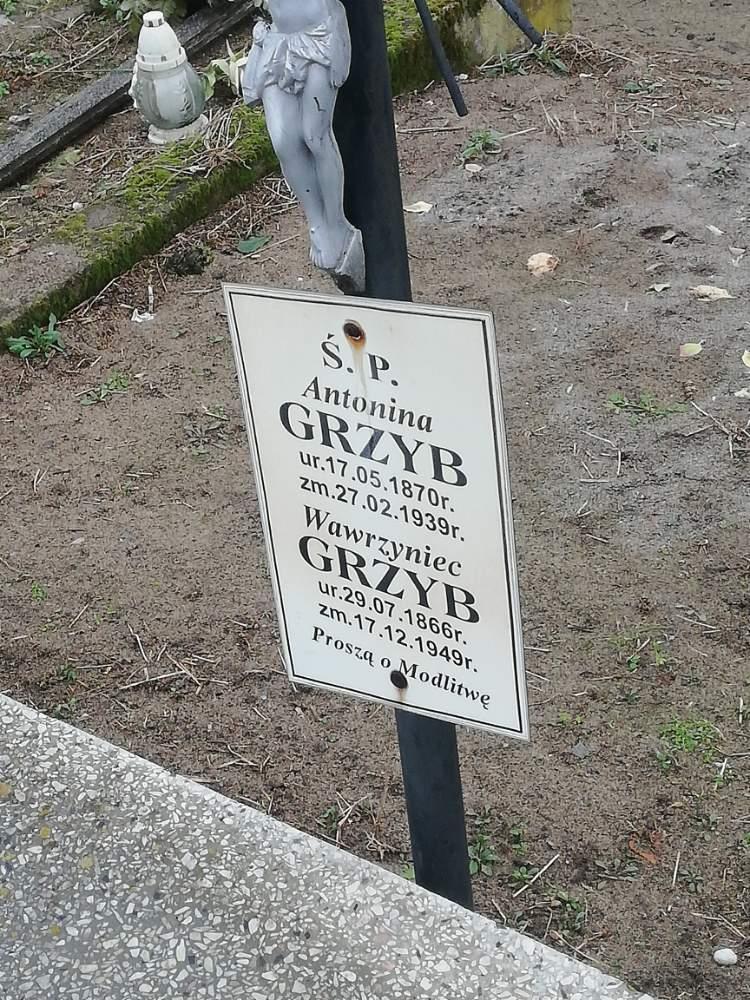 Ś. P.
Antonina
GRZYB
ur.17.05.1870r.
zm.27.02.1939r.
Wawrzyniec
GRZYB
ur.29.07.1866r.
zm.17.12.1949r.
Proszą o Modlitwę